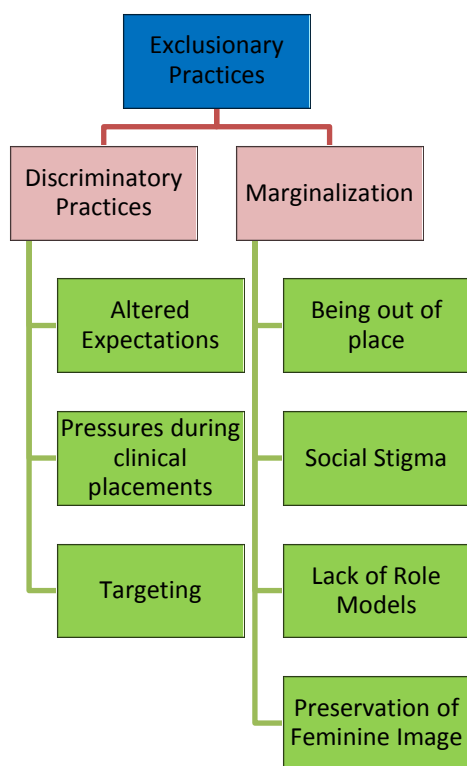 Exclusionary
Practices
Discriminatory
Practices
Marginalization
Altered
Expectations
Being out of
place
Pressures during
clinical
placements
Social Stigma
Targeting
Lack of Role
Models
Preservation of
Feminine Image